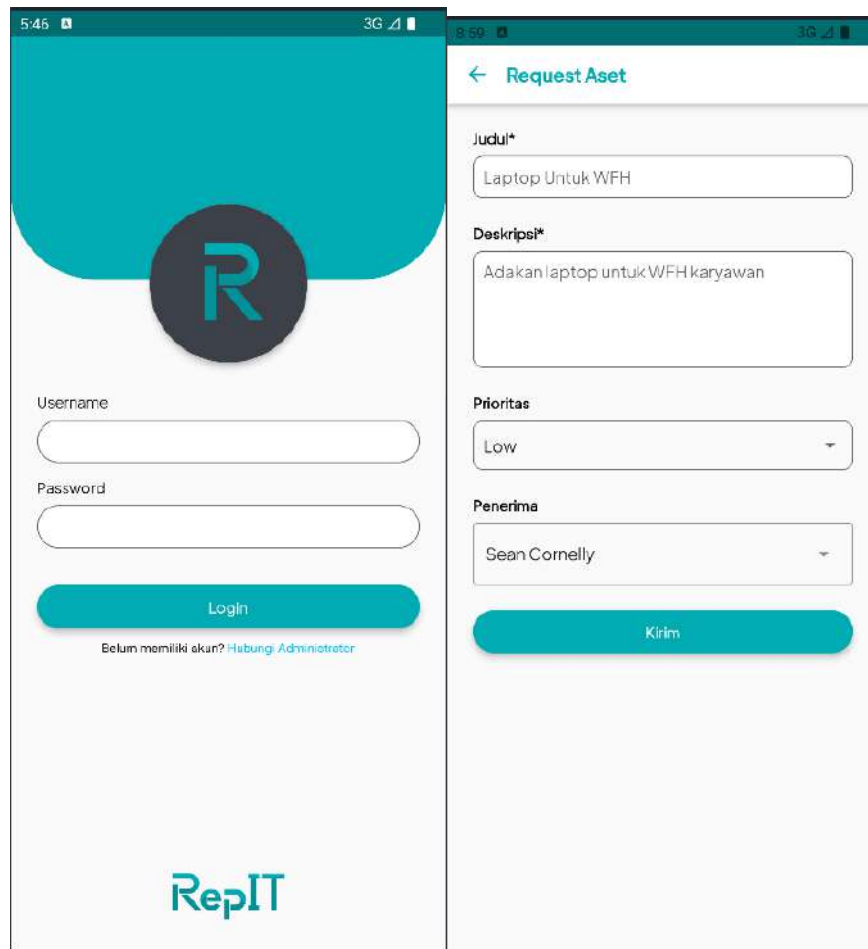 5:46 A 3G
R
Username
Password
LogIn
Belum memiliki akun? Hubungi Administrator
RepIT
8:59 3G
Request Aset
Judul*
Laptop Untuk WFH
Deskripsi*
Adakan laptop untuk WFH karyawan
Prioritas
Low
Penerima
Sean Cornelly
Kirim